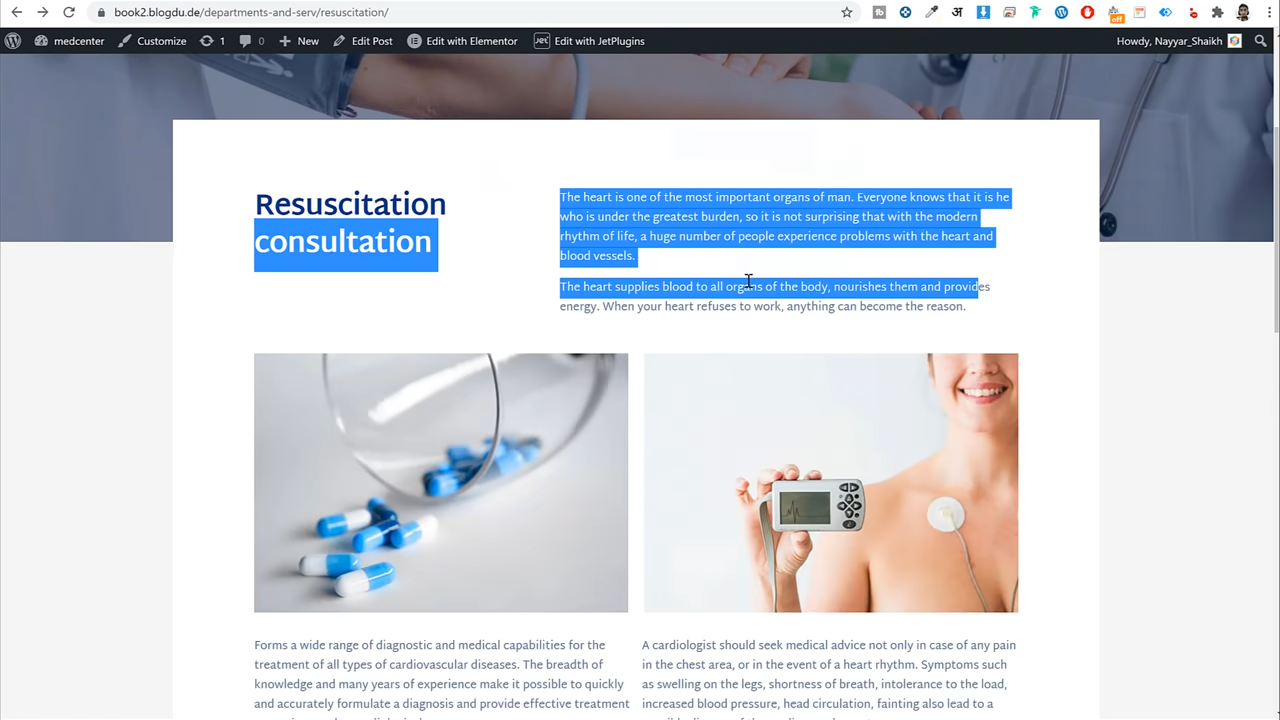 book2.blogdu.de/departments-and-serv/resuscitation/
अ
off
medcenter
Customize
1
0
New
Edit Post
Edit with Elementor
Jet
Edit with JetPlugins
Howdy, Nayyar_Shaikh
Resuscitation
consultation
The heart is one of the most important organs of man. Everyone knows that it is he
who is under the greatest burden, so it is not surprising that with the modern
rhythm of life, a huge number of people experience problems with the heart and
blood vessels.
The heart supplies blood to all organs of the body, nourishes them and provides
energy. When your heart refuses to work, anything can become the reason.
Forms a wide range of diagnostic and medical capabilities for the
treatment of all types of cardiovascular diseases. The breadth of
knowledge and many years of experience make it possible to quickly
and accurately formulate a diagnosis and provide effective treatment
A cardiologist should seek medical advice not only in case of any pain
in the chest area, or in the event of a heart rhythm. Symptoms such
as swelling on the legs, shortness of breath, intolerance to the load,
increased blood pressure, head circulation, fainting also lead to a